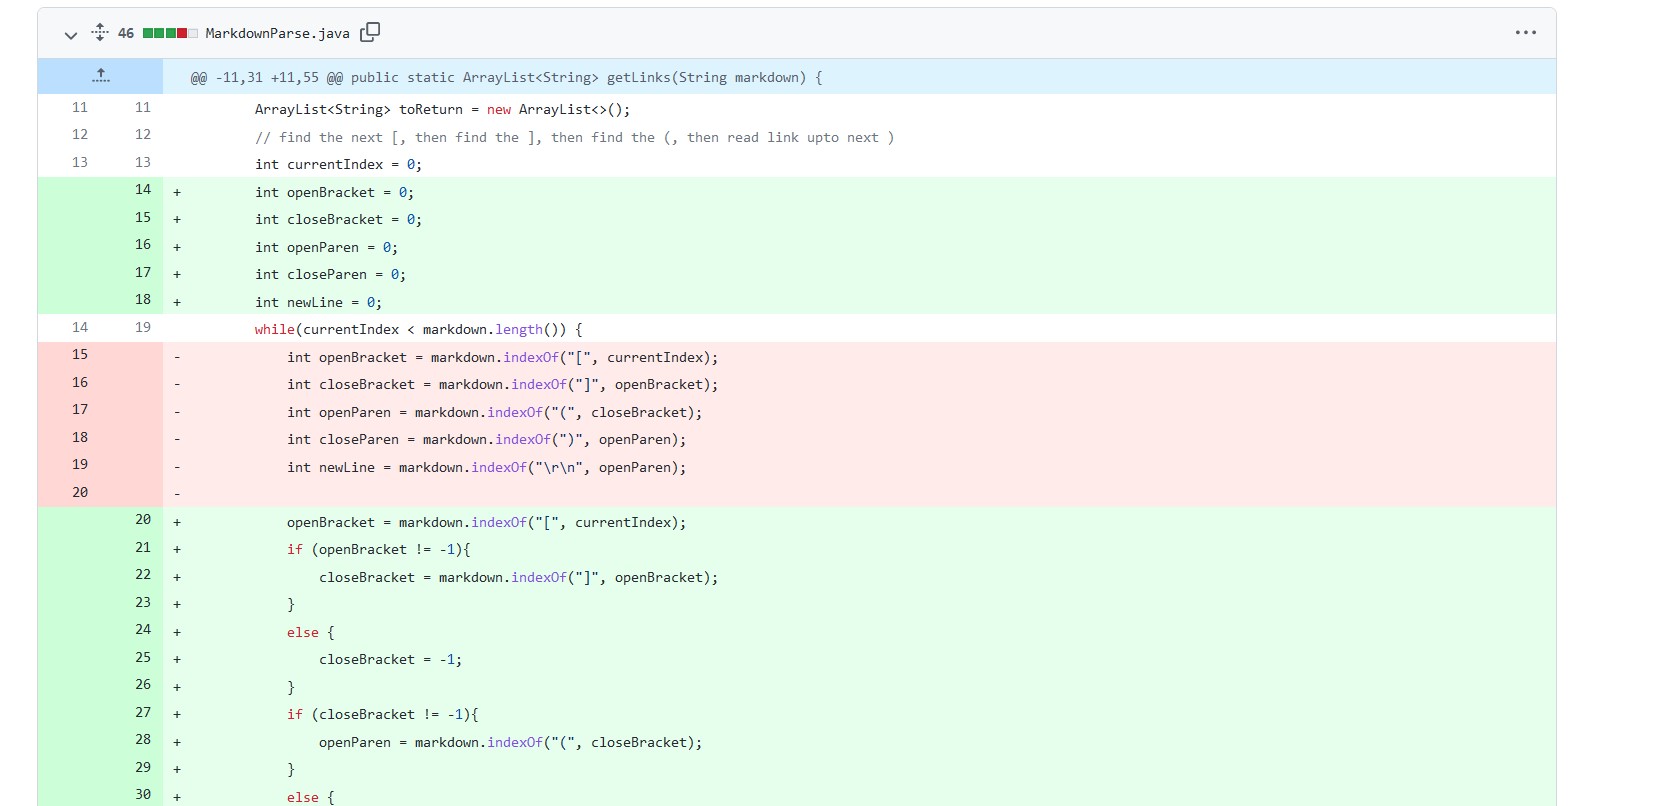 46 MarkdownParse.java
@@ -11,31 +11,55 @@ public static ArrayList<String> getLinks(String markdown) {
11 11 ArrayList<String> toReturn = new ArrayList<>();
12 12 // find the next [, then find the ], then find the (, then read link upto next )
13 13 int currentIndex = 0;
14 + int openBracket = 0;
15 + int closeBracket = 0;
16 + int openParen = 0;
17 + int closeParen = 0;
18 + int newLine = 0;
14 19 while(currentIndex < markdown.length()) {
15 - int openBracket = markdown.indexOf("[", currentIndex);
16 - int closeBracket = markdown.indexOf("]", openBracket);
17 - int openParen = markdown.indexOf("(", closeBracket);
18 - int closeParen = markdown.indexOf(")", openParen);
19 - int newLine = markdown.indexOf("\r\n", openParen);
20 -
20 + openBracket = markdown.indexOf("[", currentIndex);
21 + if (openBracket != -1){
22 + closeBracket = markdown.indexOf("]", openBracket);
23 + }
24 + else {
25 + closeBracket = -1;
26 + }
27 + if (closeBracket != -1){
28 + openParen = markdown.indexOf("(", closeBracket);
29 + }
30 + else {